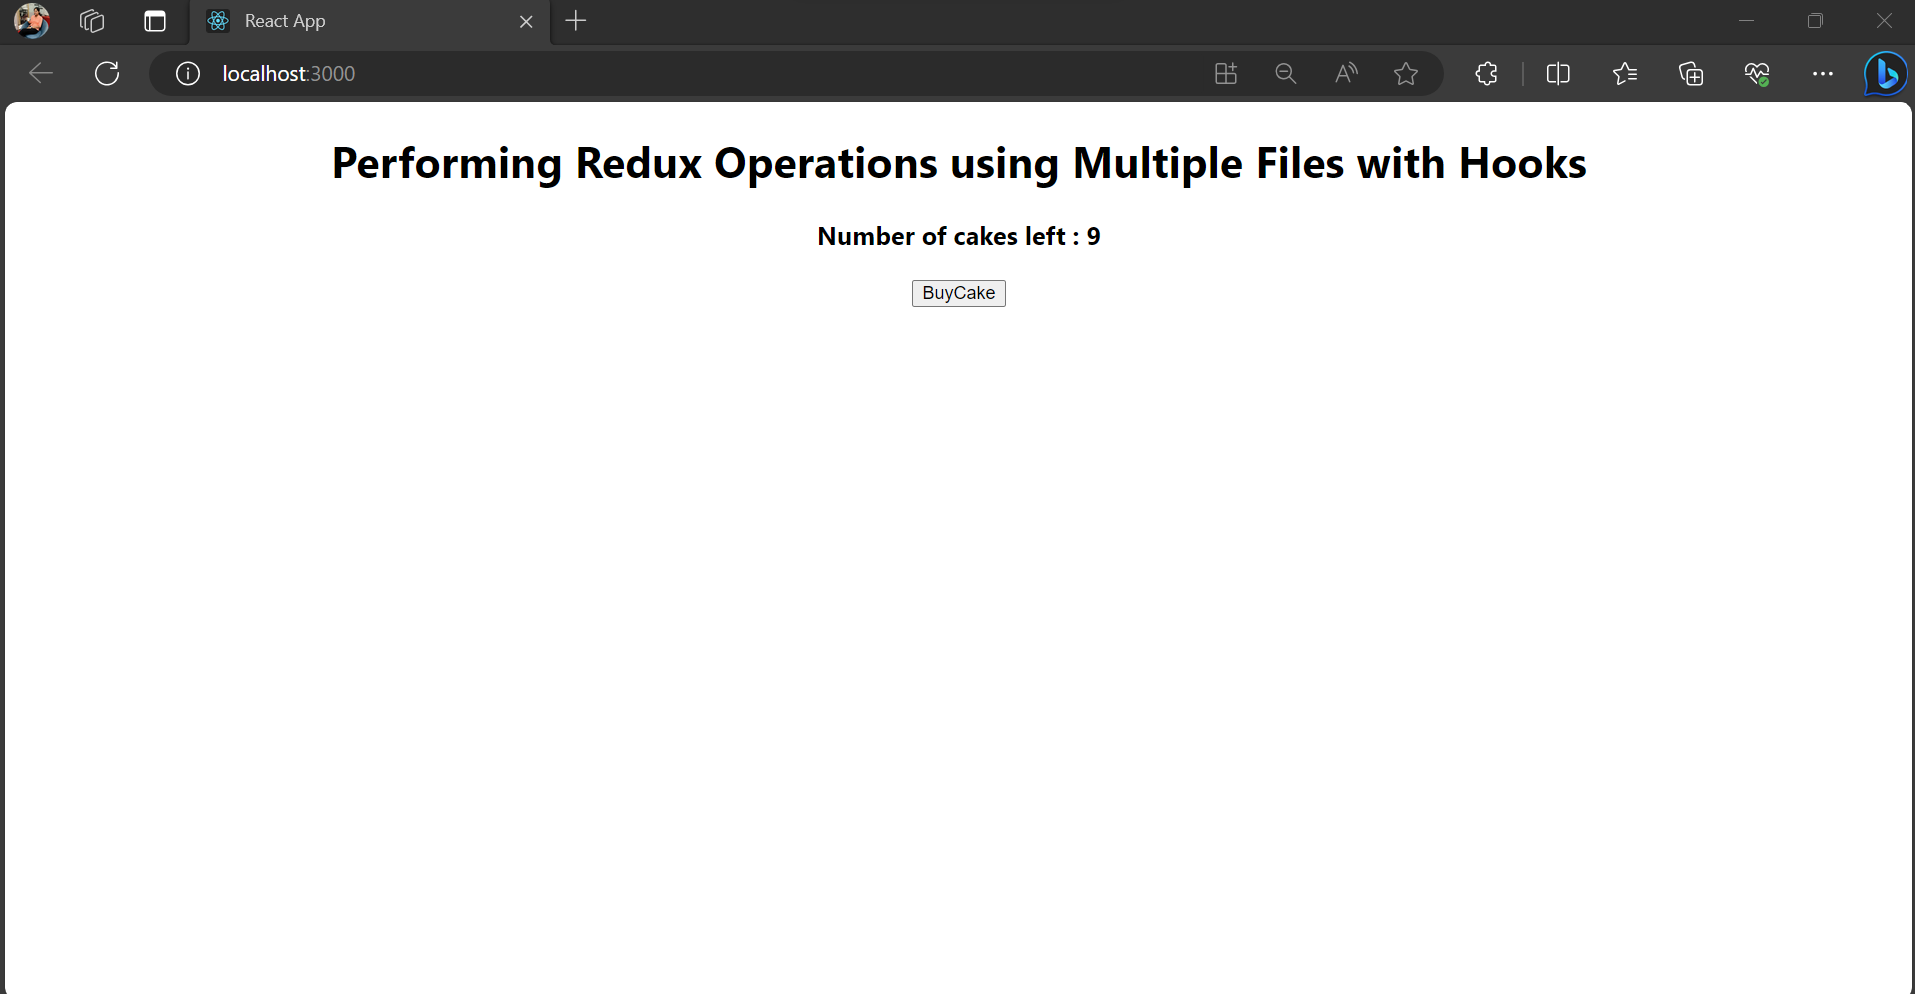 React App
localhost:3000
Performing Redux Operations using Multiple Files with Hooks
Number of cakes left : 9
BuyCake